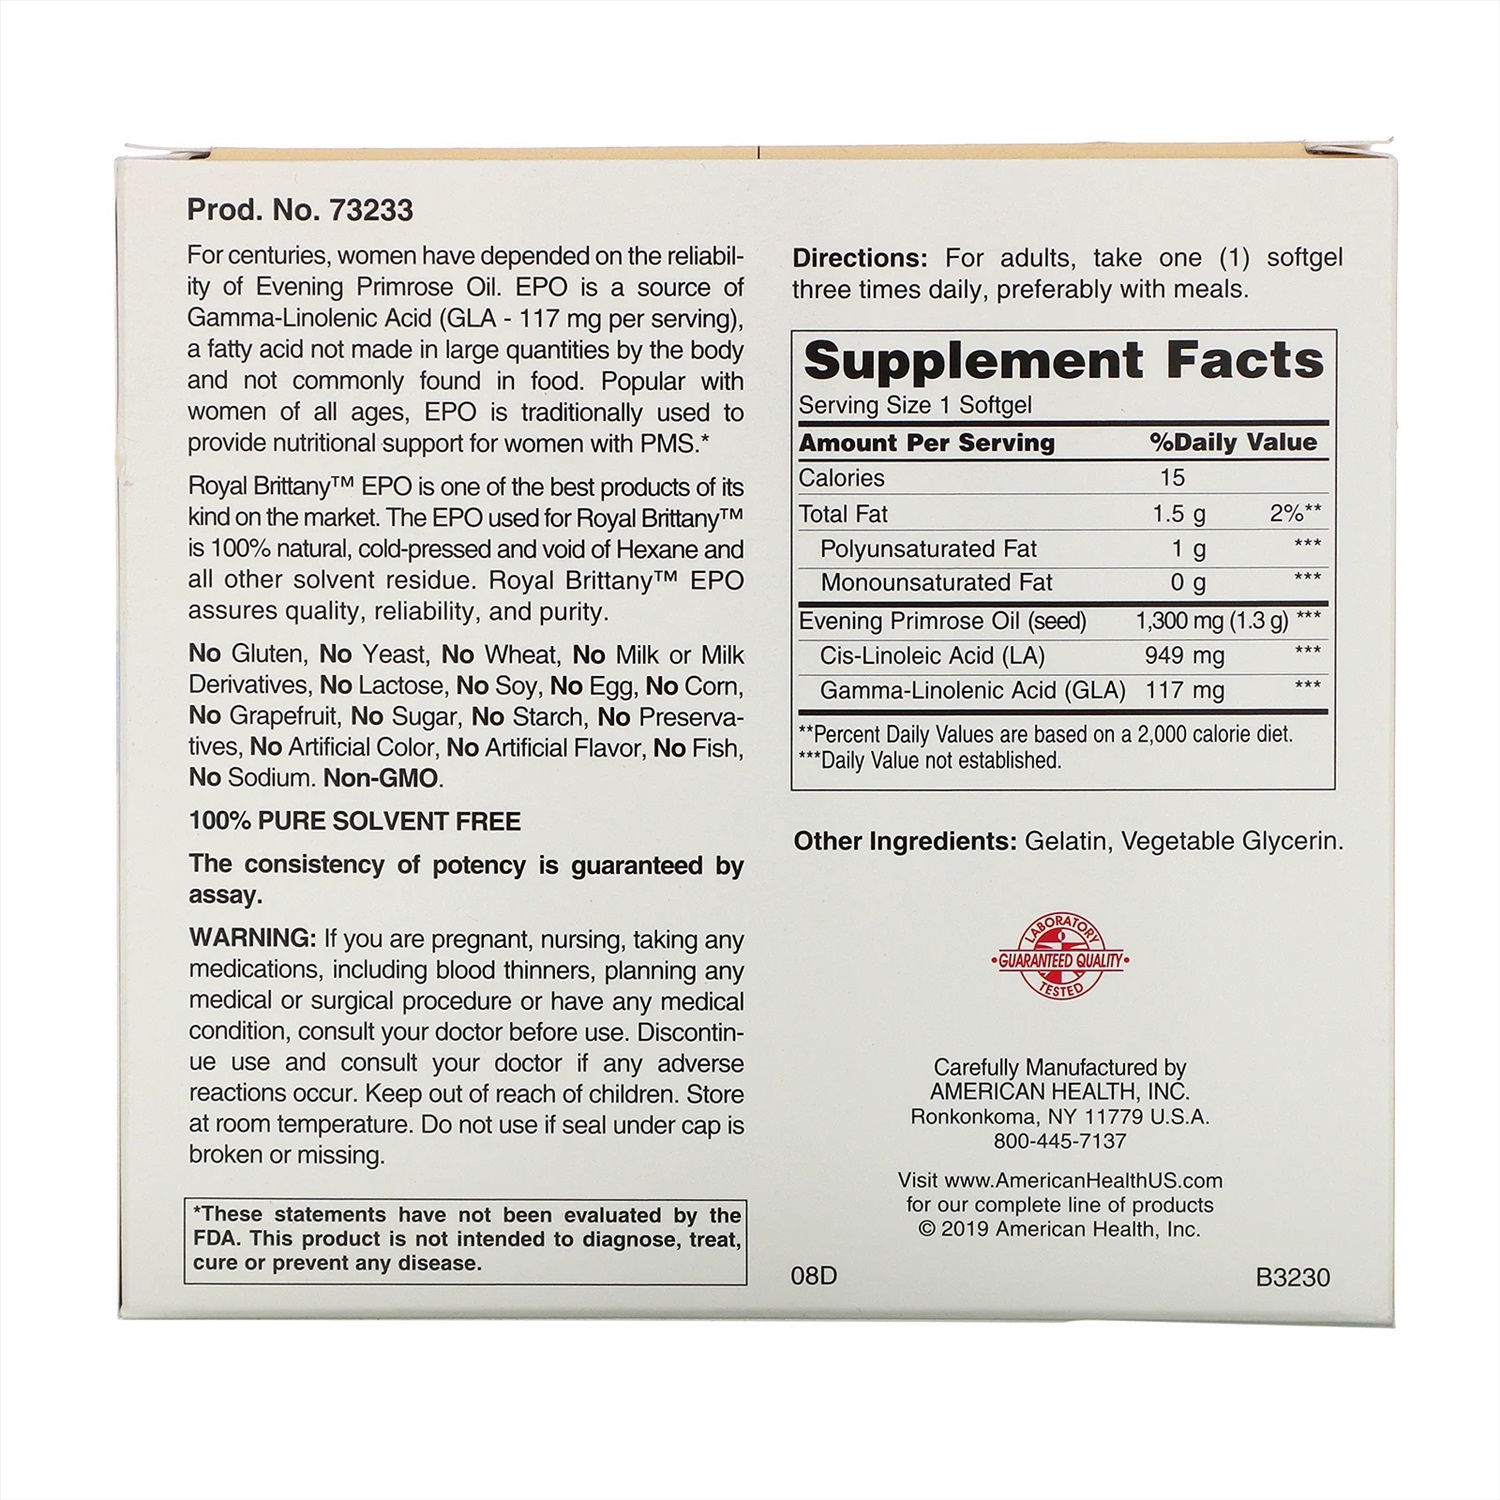 Prod. No. 73233
For centuries, women have depended on the reliabil-
ity of Evening Primrose Oil. EPO is a source of
Gamma-Linolenic Acid (GLA - 117 mg per serving),
a fatty acid not made in large quantities by the body
and not commonly found in food. Popular with
women of all ages, EPO is traditionally used to
provide nutritional support for women with PMS.*
Royal Brittany™ EPO is one of the best products of its
kind on the market. The EPO used for Royal Brittany™
is 100% natural, cold-pressed and void of Hexane and
all other solvent residue. Royal Brittany™ EPO
assures quality, reliability, and purity.
No Gluten, No Yeast, No Wheat, No Milk or Milk
Derivatives, No Lactose, No Soy, No Egg, No Corn,
No Grapefruit, No Sugar, No Starch, No Preserva-
tives, No Artificial Color, No Artificial Flavor, No Fish,
No Sodium. Non-GMO.
100% PURE SOLVENT FREE
The consistency of potency is guaranteed by
assay.
WARNING: If you are pregnant, nursing, taking any
medications, including blood thinners, planning any
medical or surgical procedure or have any medical
condition, consult your doctor before use. Discontin-
ue use and consult your doctor if any adverse
reactions occur. Keep out of reach of children. Store
at room temperature. Do not use if seal under cap is
broken or missing.
*These statements have not been evaluated by the
FDA. This product is not intended to diagnose, treat,
cure or prevent any disease.
Directions: For adults, take one (1) softgel
three times daily, preferably with meals.
Supplement Facts
Serving Size 1 Softgel
Amount Per Serving %Daily Value
Calories 15
Total Fat 1.5 g 2%**
Polyunsaturated Fat 1 g ***
Monounsaturated Fat 0 g ***
Evening Primrose Oil (seed) 1,300 mg (1.3 g) ***
Cis-Linoleic Acid (LA) 949 mg ***
Gamma-Linolenic Acid (GLA) 117 mg ***
**Percent Daily Values are based on a 2,000 calorie diet.
***Daily Value not established.
Other Ingredients: Gelatin, Vegetable Glycerin.
LABORATORY
•GUARANTEED QUALITY•
TESTED
Carefully Manufactured by
AMERICAN HEALTH, INC.
Ronkonkoma, NY 11779 U.S.A.
800-445-7137
Visit www.AmericanHealthUS.com
for our complete line of products
© 2019 American Health, Inc.
08D B3230